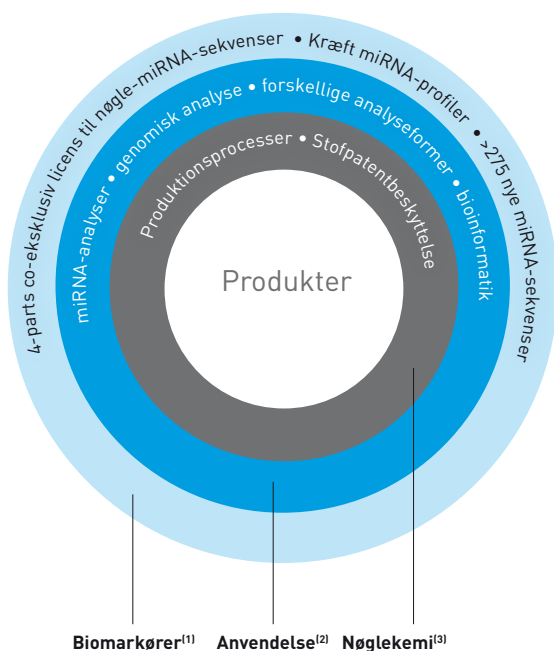 4-parts co-eksklusiv licens til nøgle-miRNA-sekvenser • Kræft miRNA-profiler • >275 nye miRNA-sekvenser
miRNA-analyser • genomisk analyse • forskellige analyseformer • bioinformatik
Produktionsprocesser • Stofpatentbeskyttelse
Produkter
Biomarkører(1) Anvendelse(2) Nøglekemi(3)